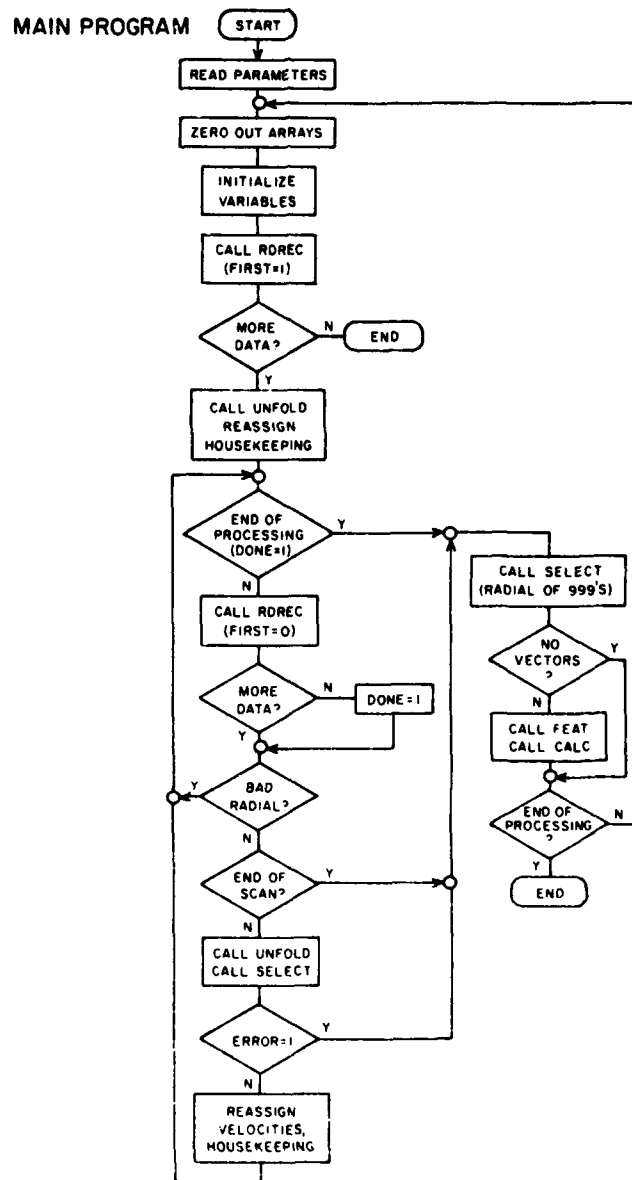 MAIN PROGRAM
START
READ PARAMETERS
ZERO OUT ARRAYS
INITIALIZE
VARIABLES
CALL RDREC
(FIRST=1)
MORE
DATA?
N
END
Y
CALL UNFOLD
REASSIGN
HOUSEKEEPING
END OF
PROCESSING
(DONE=1)
Y
N
CALL RDREC
(FIRST=0)
MORE
DATA?
N
DONE=1
Y
BAD
RADIAL?
Y
N
END OF
SCAN?
Y
N
CALL UNFOLD
CALL SELECT
ERROR=1
Y
N
REASSIGN
VELOCITIES,
HOUSEKEEPING
CALL SELECT
(RADIAL OF 999'S)
NO
VECTORS
?
Y
N
CALL FEAT
CALL CALC
END OF
PROCESSING
?
N
Y
END